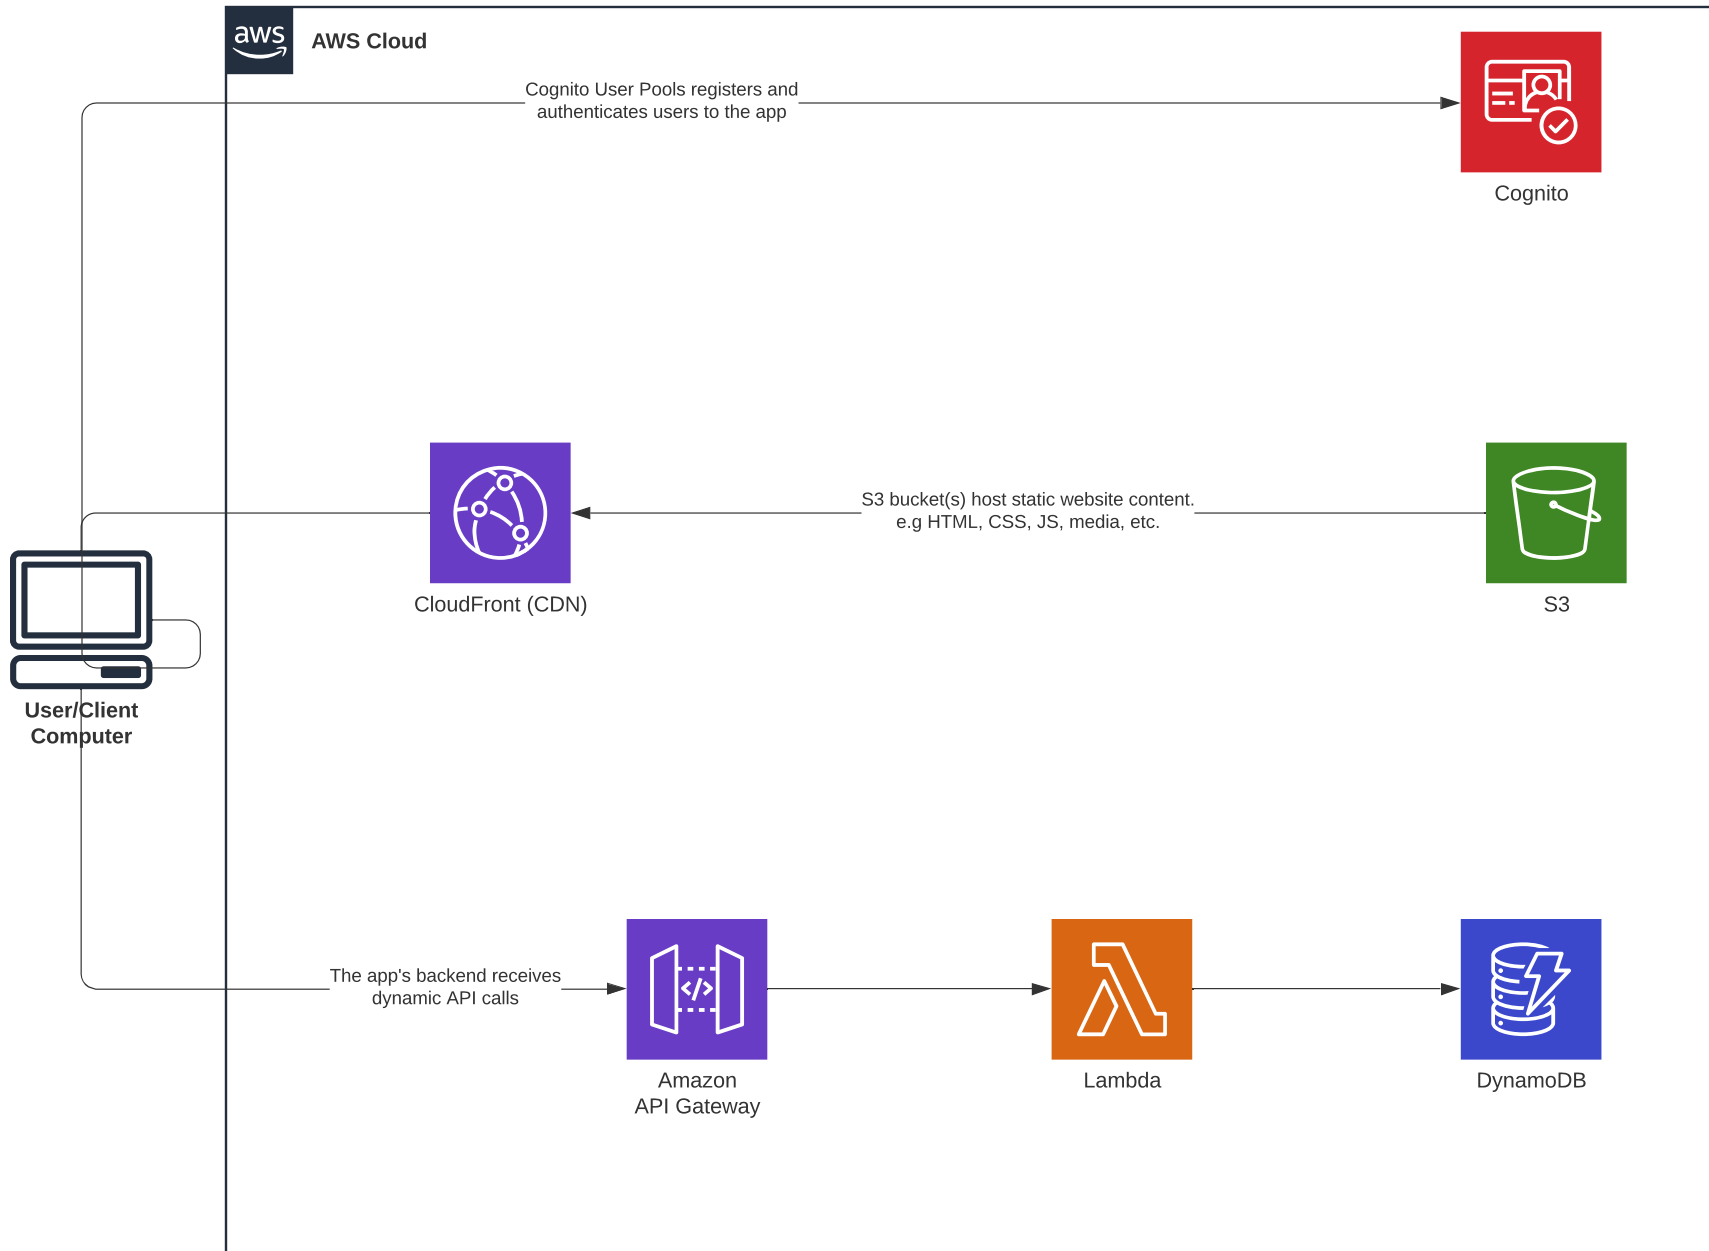 aws
AWS Cloud
Cognito User Pools registers and
authenticates users to the app
Cognito
S3 bucket(s) host static website content.
e.g HTML, CSS, JS, media, etc.
CloudFront (CDN)
S3
User/Client
Computer
The app's backend receives
dynamic API calls
</>
Amazon
API Gateway
Lambda
DynamoDB